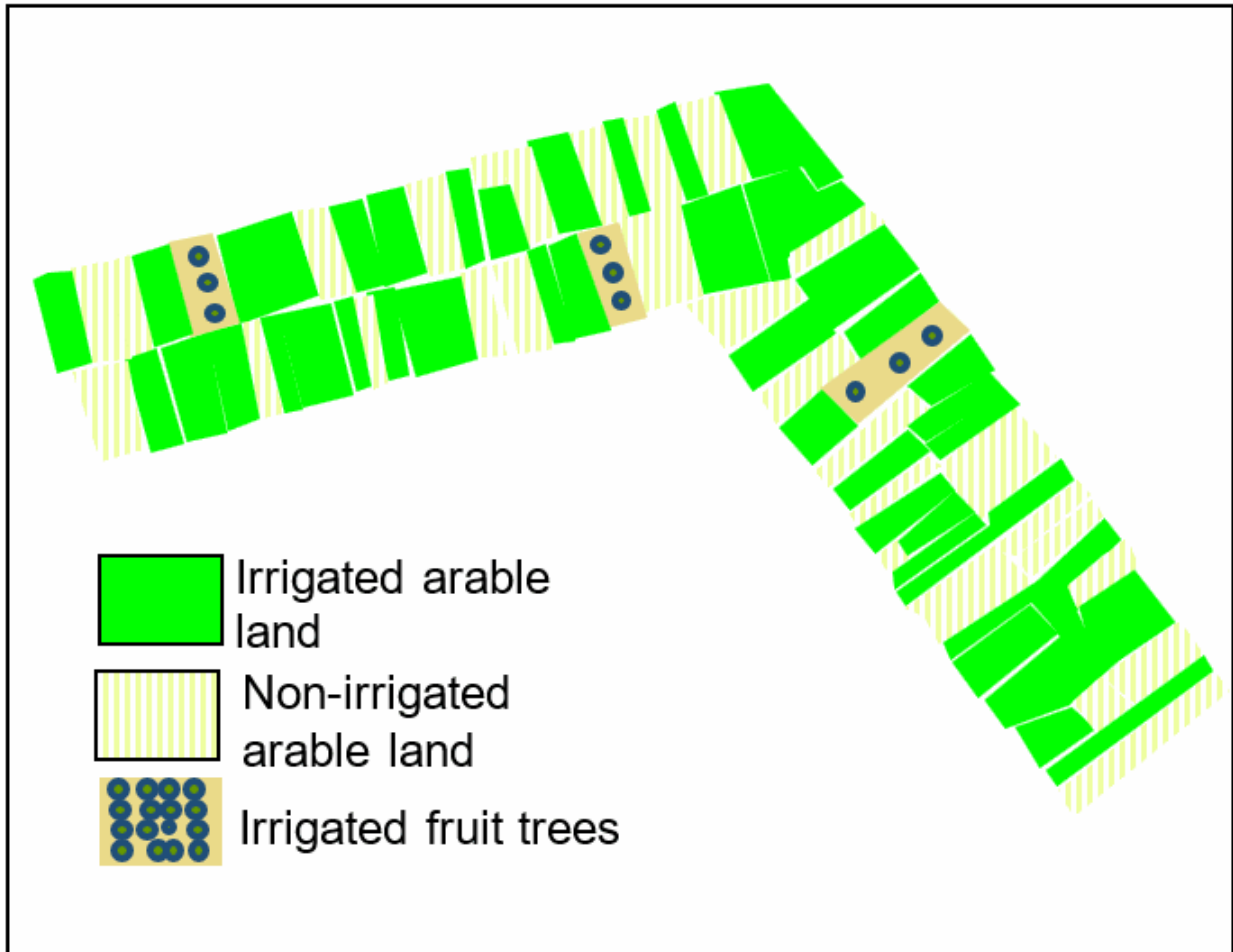 Irrigated arable
land
Non-irrigated
arable land
Irrigated fruit trees